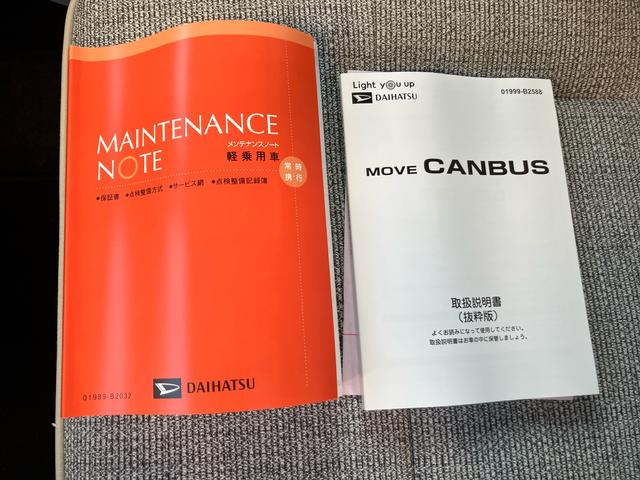 MAINTENANCE
NOTE
メンテナンスノート
軽乗用車
常時
携行
●保証書 ●点検整備方式 ●サービス網 ●点検整備記録簿
DAIHATSU
01989-B2032
Light you up
DAIHATSU
01999-B2588
MOVE CANBUS
取扱説明書
（抜粋版）
よくお読みになって使用してください。
取扱説明書はお車の中に保管しましょう。